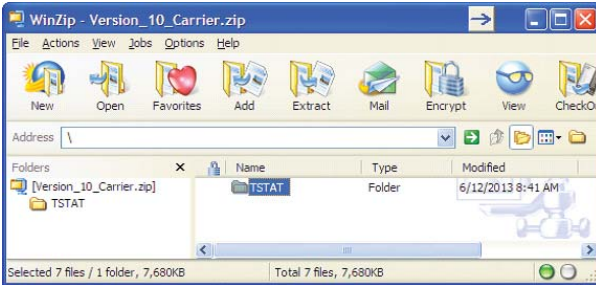 WinZip - Version_10_Carrier.zip
File Actions View Jobs Options Help
New Open Favorites Add Extract Mail Encrypt View CheckO
Address \
Folders Name Type Modified
[Version_10_Carrier.zip] TSTAT Folder 6/12/2013 8:41 AM
TSTAT
Selected 7 files / 1 folder, 7,680KB Total 7 files, 7,680KB